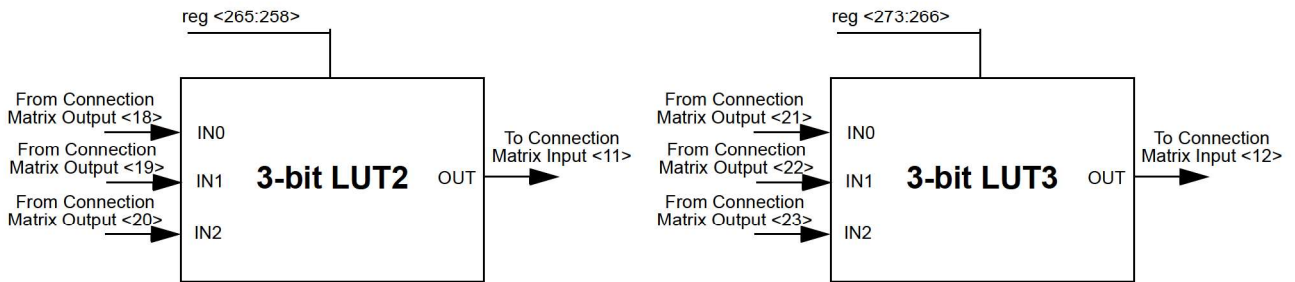 reg <265:258>
From Connection
Matrix Output <18>
IN0
From Connection
Matrix Output <19>
IN1
From Connection
Matrix Output <20>
IN2
3-bit LUT2
OUT
To Connection
Matrix Input <11>
reg <273:266>
From Connection
Matrix Output <21>
IN0
From Connection
Matrix Output <22>
IN1
From Connection
Matrix Output <23>
IN2
3-bit LUT3
OUT
To Connection
Matrix Input <12>